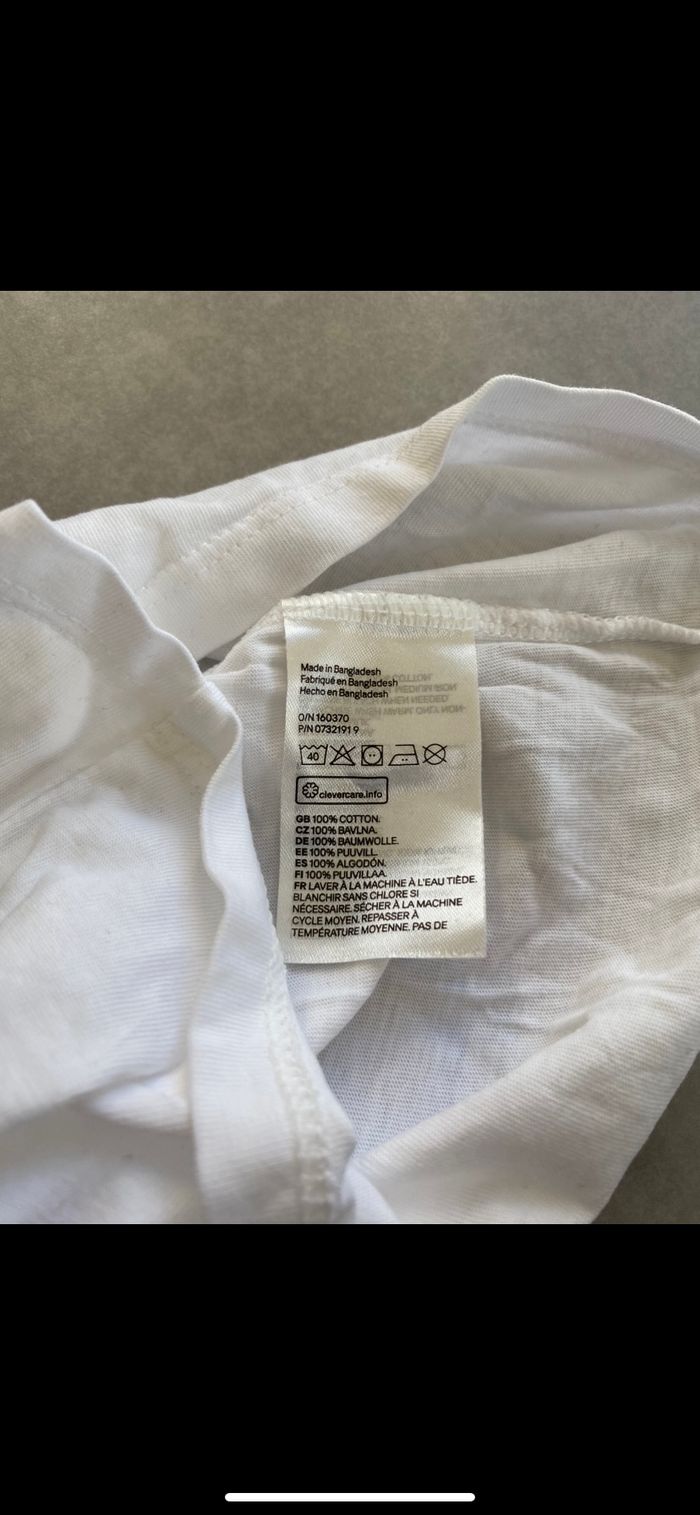 Made in Bangladesh
Fabriqué en Bangladesh
Hecho en Bangladesh
O/N 160370
P/N 0732191 9
40
clevercare.info
GB 100% COTTON.
CZ 100% BAVLNA.
DE 100% BAUMWOLLE.
EE 100% PUUVILL.
ES 100% ALGODÓN.
FI 100% PUUVILLAA.
FR LAVER À LA MACHINE À L'EAU TIÈDE.
BLANCHIR SANS CHLORE SI
NÉCESSAIRE. SÉCHER À LA MACHINE
CYCLE MOYEN. REPASSER À
TEMPÉRATURE MOYENNE. PAS DE